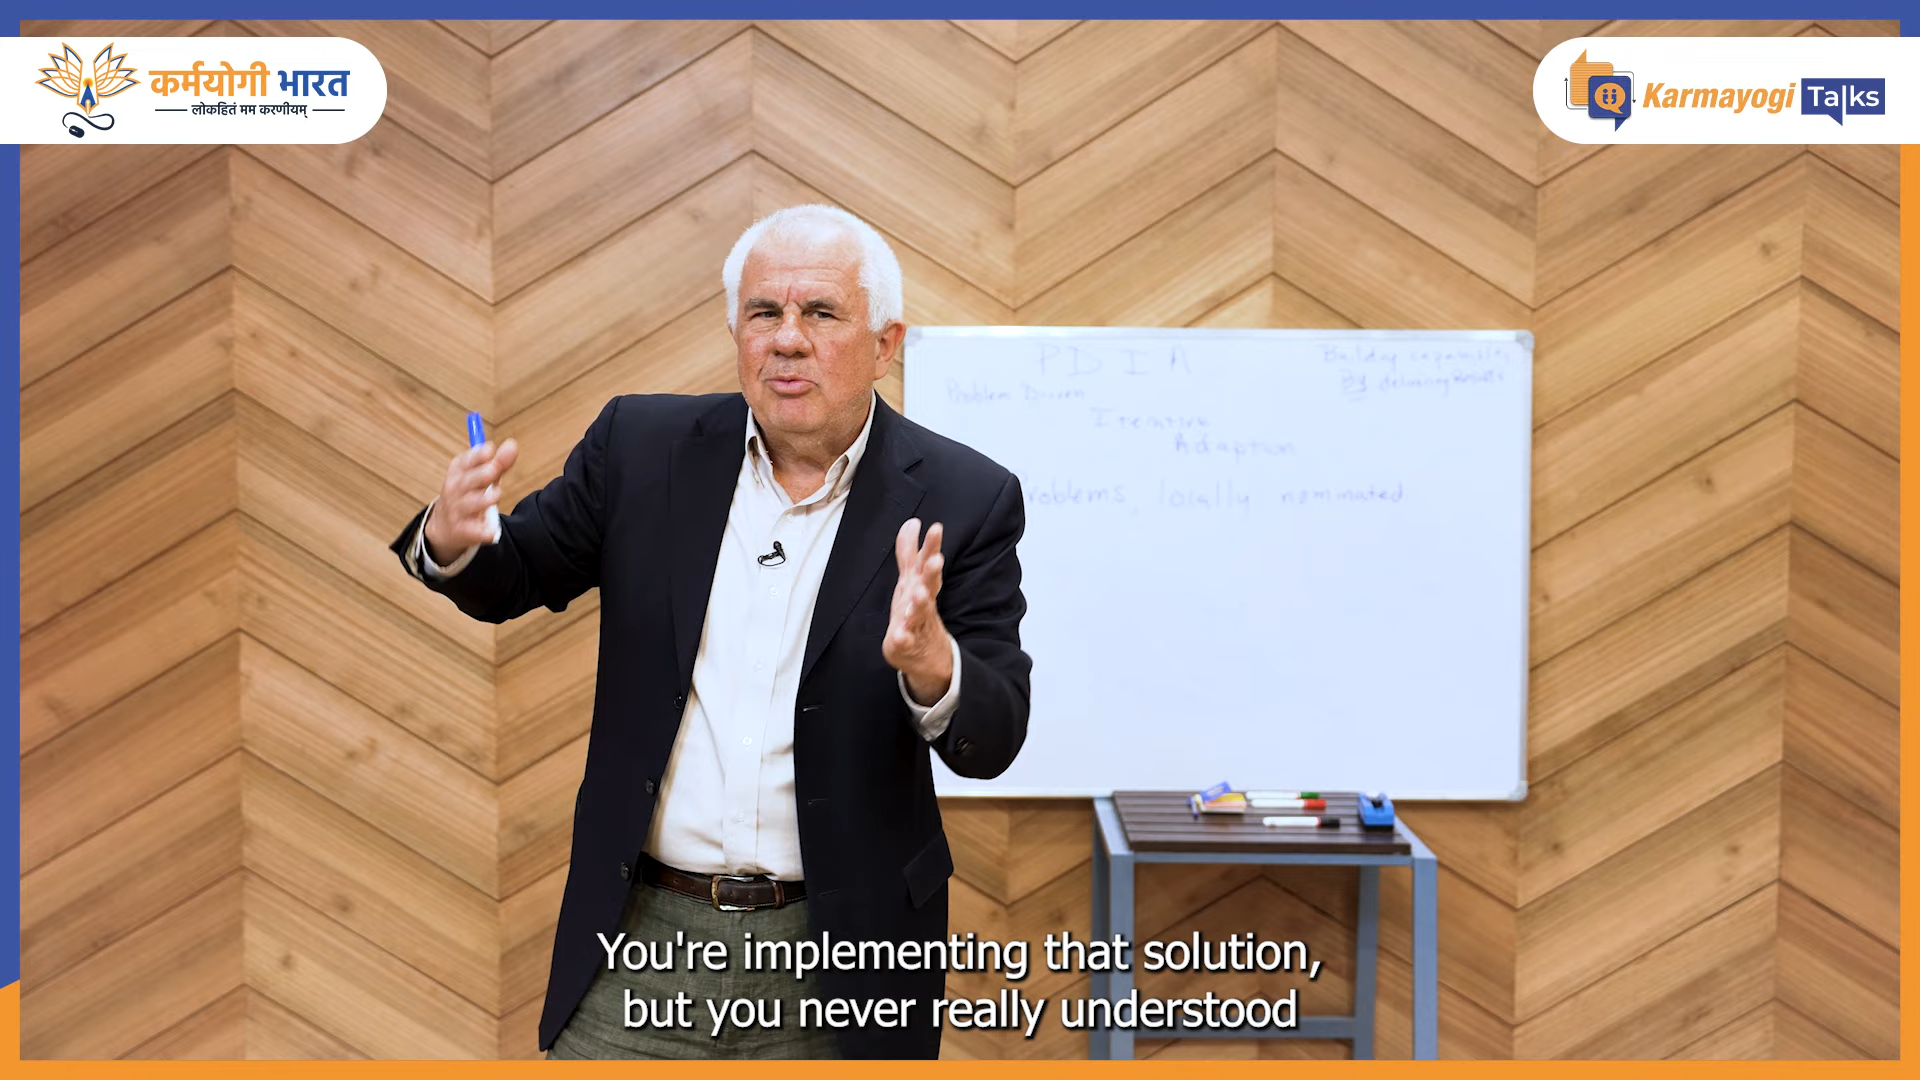 कर्मयोगी भारत
लोकहितं मम करणीयम्
Karmayogi Talks
P D I A
Building capability
By delivering Results
Problem Driven
Iterative
Adaption
Problems, locally nominated
You're implementing that solution,
but you never really understood